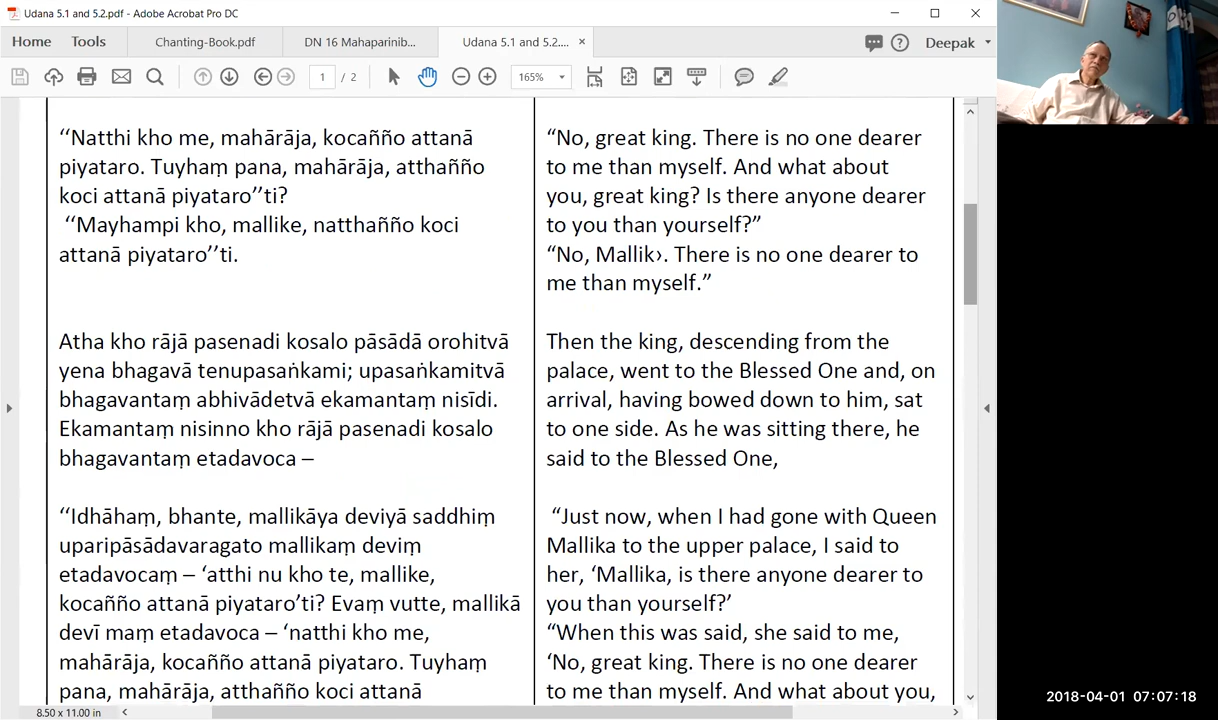 Udana 5.1 and 5.2.pdf - Adobe Acrobat Pro DC
Home Tools Chanting-Book.pdf DN 16 Mahaparinib... Udana 5.1 and 5.2.... × Deepak
1 / 2 165%
‘‘Natthi kho me, mahārāja, kocañño attanā
piyataro. Tuyhaṃ pana, mahārāja, atthañño
koci attanā piyataro’’ti?
‘‘Mayhampi kho, mallike, natthañño koci
attanā piyataro’’ti.
Atha kho rājā pasenadi kosalo pāsādā orohitvā
yena bhagavā tenupasaṅkami; upasaṅkamitvā
bhagavantaṃ abhivādetvā ekamantaṃ nisīdi.
Ekamantaṃ nisinno kho rājā pasenadi kosalo
bhagavantaṃ etadavoca –
‘‘Idhāhaṃ, bhante, mallikāya deviyā saddhiṃ
uparipāsādavaragato mallikaṃ deviṃ
etadavocaṃ – ‘atthi nu kho te, mallike,
kocañño attanā piyataro’ti? Evaṃ vutte, mallikā
devī maṃ etadavoca – ‘natthi kho me,
mahārāja, kocañño attanā piyataro. Tuyhaṃ
pana, mahārāja, atthañño koci attanā
“No, great king. There is no one dearer
to me than myself. And what about
you, great king? Is there anyone dearer
to you than yourself?”
“No, Mallik›. There is no one dearer to
me than myself.”
Then the king, descending from the
palace, went to the Blessed One and, on
arrival, having bowed down to him, sat
to one side. As he was sitting there, he
said to the Blessed One,
“Just now, when I had gone with Queen
Mallika to the upper palace, I said to
her, ‘Mallika, is there anyone dearer to
you than yourself?’
“When this was said, she said to me,
‘No, great king. There is no one dearer
to me than myself. And what about you,
8.50 x 11.00 in
2018-04-01 07:07:18